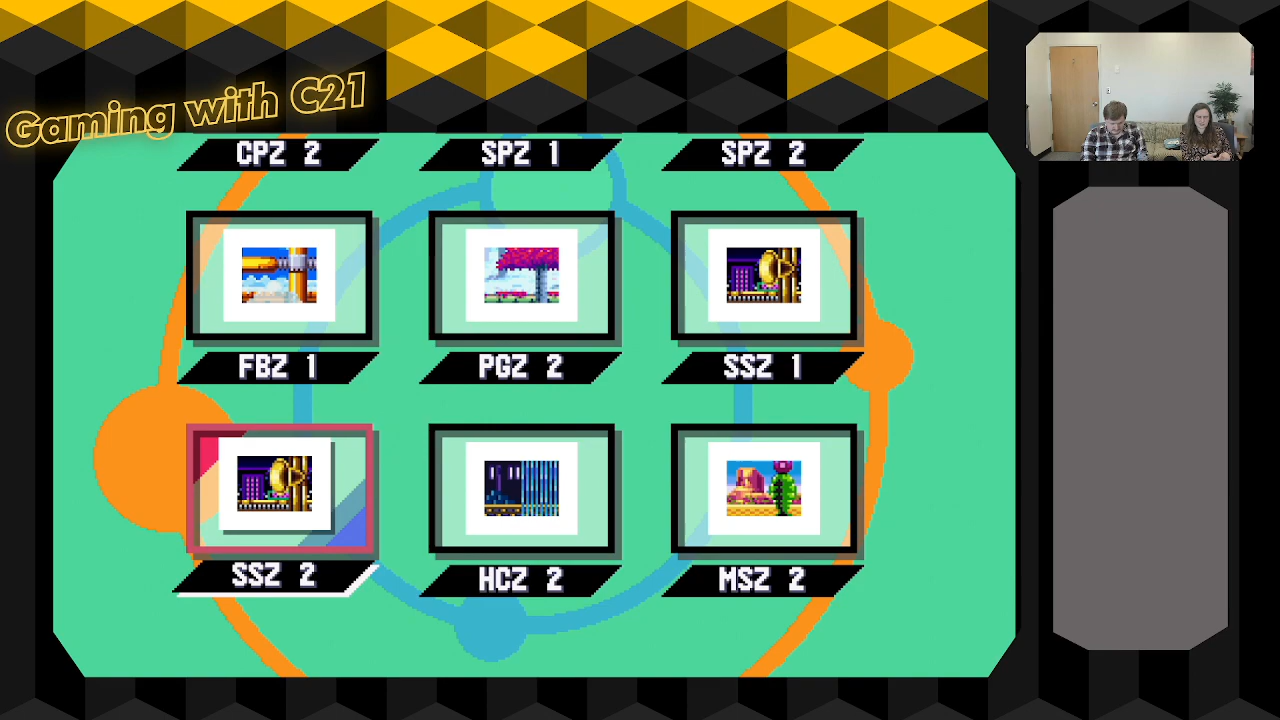 Gaming with C21
CPZ 2
SPZ 1
SPZ 2
FBZ 1
PGZ 2
SSZ 1
SSZ 2
HCZ 2
MSZ 2